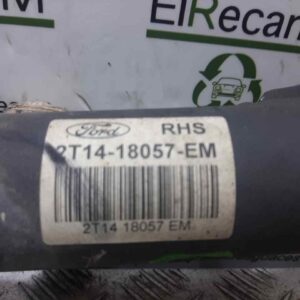 M
ElRecam
Ford
RHS
2T14-18057-EM
2T14 18057 EM